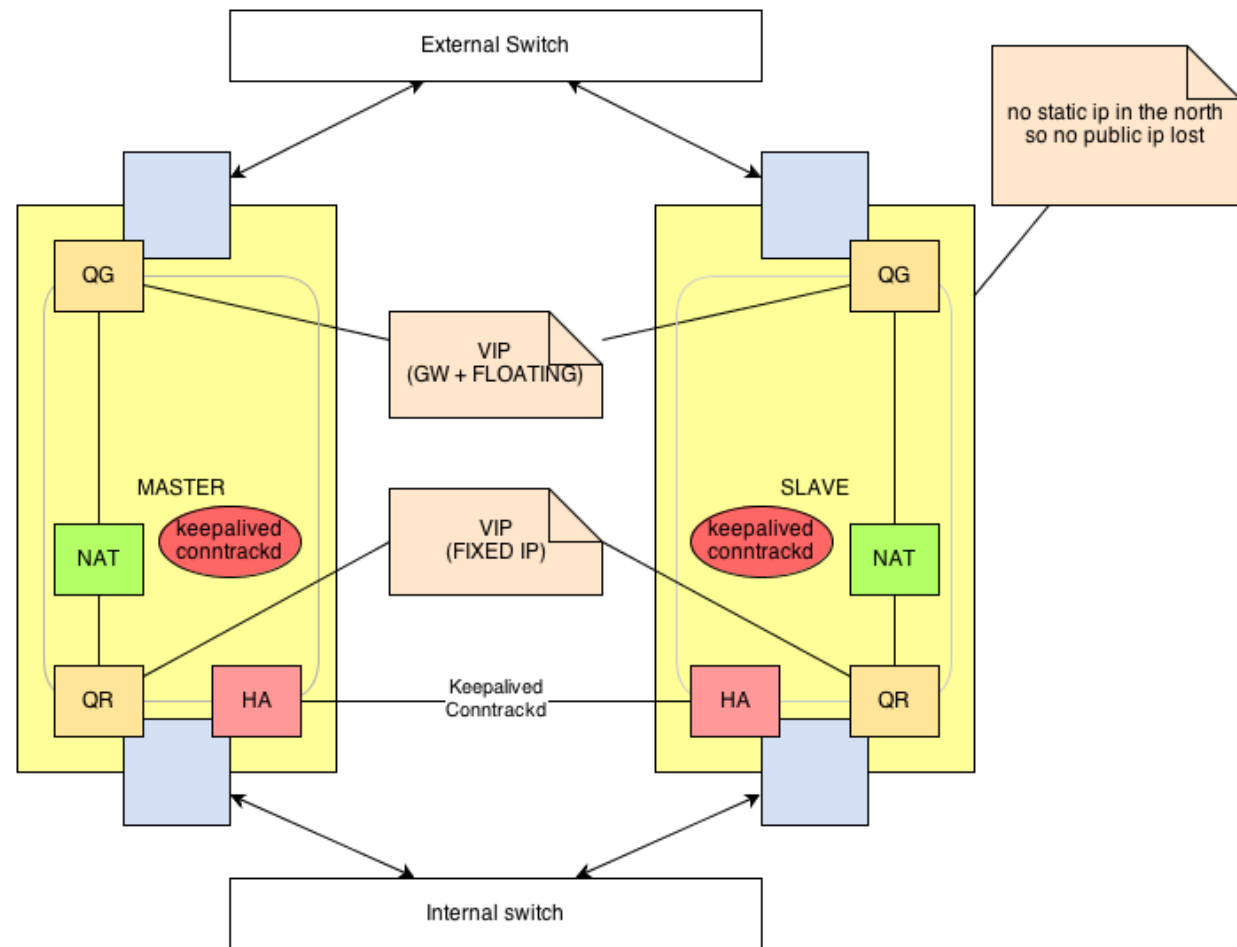 External Switch
no static ip in the north
so no public ip lost
QG
QG
VIP
(GW + FLOATING)
MASTER
SLAVE
keepalived
conntrackd
VIP
(FIXED IP)
keepalived
conntrackd
NAT
NAT
QR
HA
Keepalived
Conntrackd
HA
QR
Internal switch